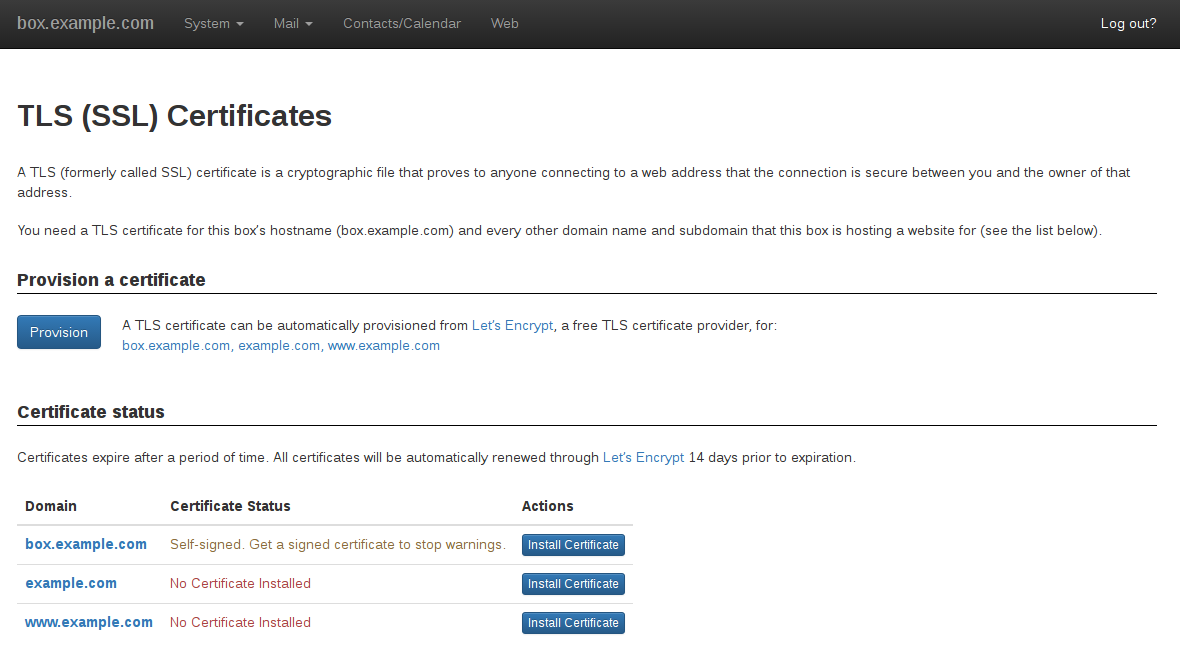 box.example.com System Mail Contacts/Calendar Web Log out?
TLS (SSL) Certificates
A TLS (formerly called SSL) certificate is a cryptographic file that proves to anyone connecting to a web address that the connection is secure between you and the owner of that
address.
You need a TLS certificate for this box's hostname (box.example.com) and every other domain name and subdomain that this box is hosting a website for (see the list below).
Provision a certificate
Provision
A TLS certificate can be automatically provisioned from Let's Encrypt, a free TLS certificate provider, for:
box.example.com, example.com, www.example.com
Certificate status
Certificates expire after a period of time. All certificates will be automatically renewed through Let's Encrypt 14 days prior to expiration.
Domain Certificate Status Actions
box.example.com Self-signed. Get a signed certificate to stop warnings. Install Certificate
example.com No Certificate Installed Install Certificate
www.example.com No Certificate Installed Install Certificate